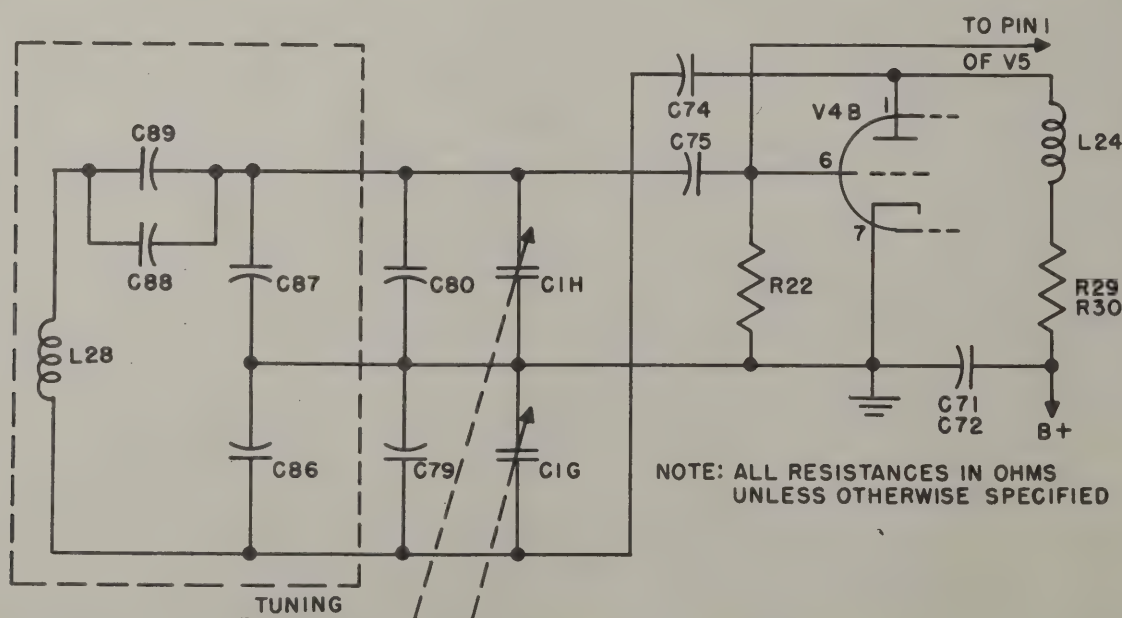 TO PIN 1
OF V5
C74
V4B
1
L24
C89
C75
6
C88
7
C87
C80
C1H
R22
R29
R30
L28
C71
C72
B+
C86
C79
C1G
NOTE: ALL RESISTANCES IN OHMS
UNLESS OTHERWISE SPECIFIED
TUNING